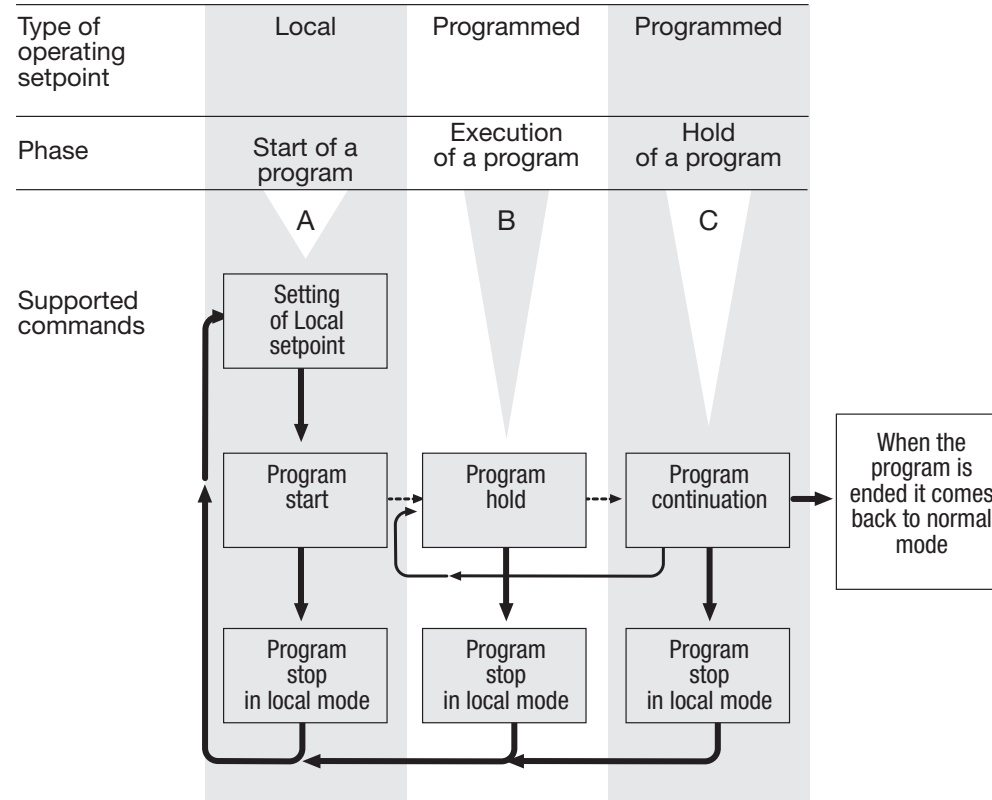 Type of
operating
setpoint
Local
Programmed
Programmed
Phase
Start of a
program
Execution
of a program
Hold
of a program
A
B
C
Supported
commands
Setting
of Local
setpoint
Program
start
Program
hold
Program
continuation
When the
program is
ended it comes
back to normal
mode
Program
stop
in local mode
Program
stop
in local mode
Program
stop
in local mode